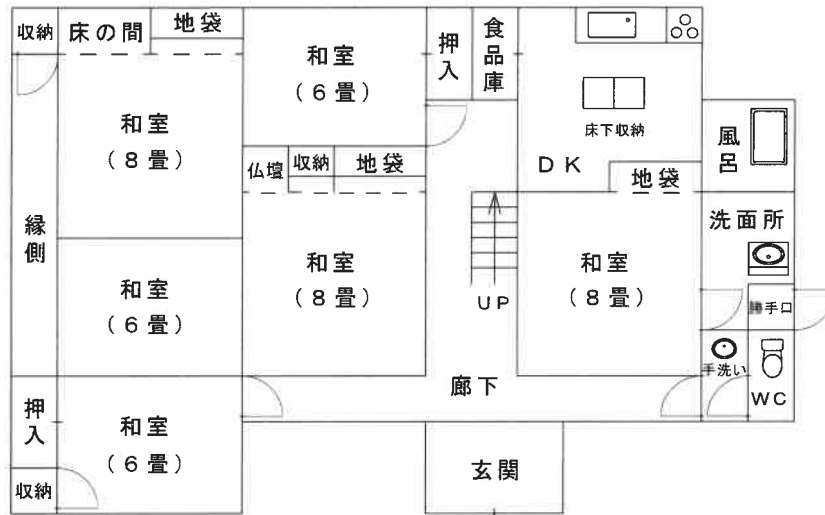 収納
床の間
地袋
和室
(6畳)
押入
食品庫
床下収納
和室
(8畳)
DK
風呂
仏壇
収納
地袋
地袋
縁側
洗面所
和室
(6畳)
和室
(8畳)
UP
和室
(8畳)
勝手口
手洗い
WC
廊下
押入
和室
(6畳)
収納
玄関